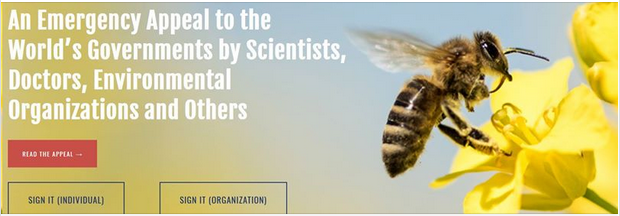 An Emergency Appeal to the
World's Governments by Scientists,
Doctors, Environmental
Organizations and Others
READ THE APPEAL →
SIGN IT (INDIVIDUAL)
SIGN IT (ORGANIZATION)